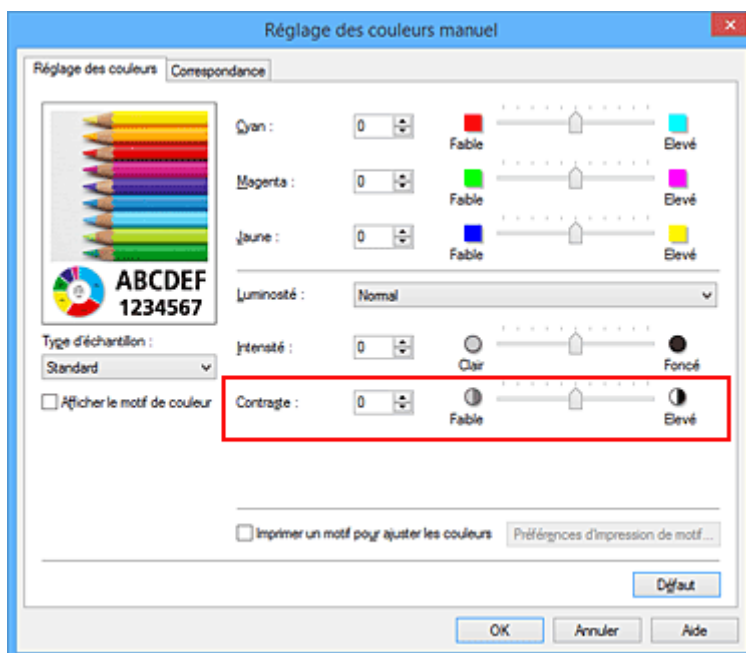 Réglage des couleurs manuel
Réglage des couleurs
Correspondance
Cyan :
0
Faible
Elevé
Magenta :
0
Faible
Elevé
Jaune :
0
Faible
Elevé
ABCDEF
1234567
Luminosité :
Normal
Type d'échantillon :
Standard
Intensité :
0
Clair
Foncé
Afficher le motif de couleur
Contraste :
0
Faible
Elevé
Imprimer un motif pour ajuster les couleurs
Préférences d'impression de motif...
Défaut
OK
Annuler
Aide